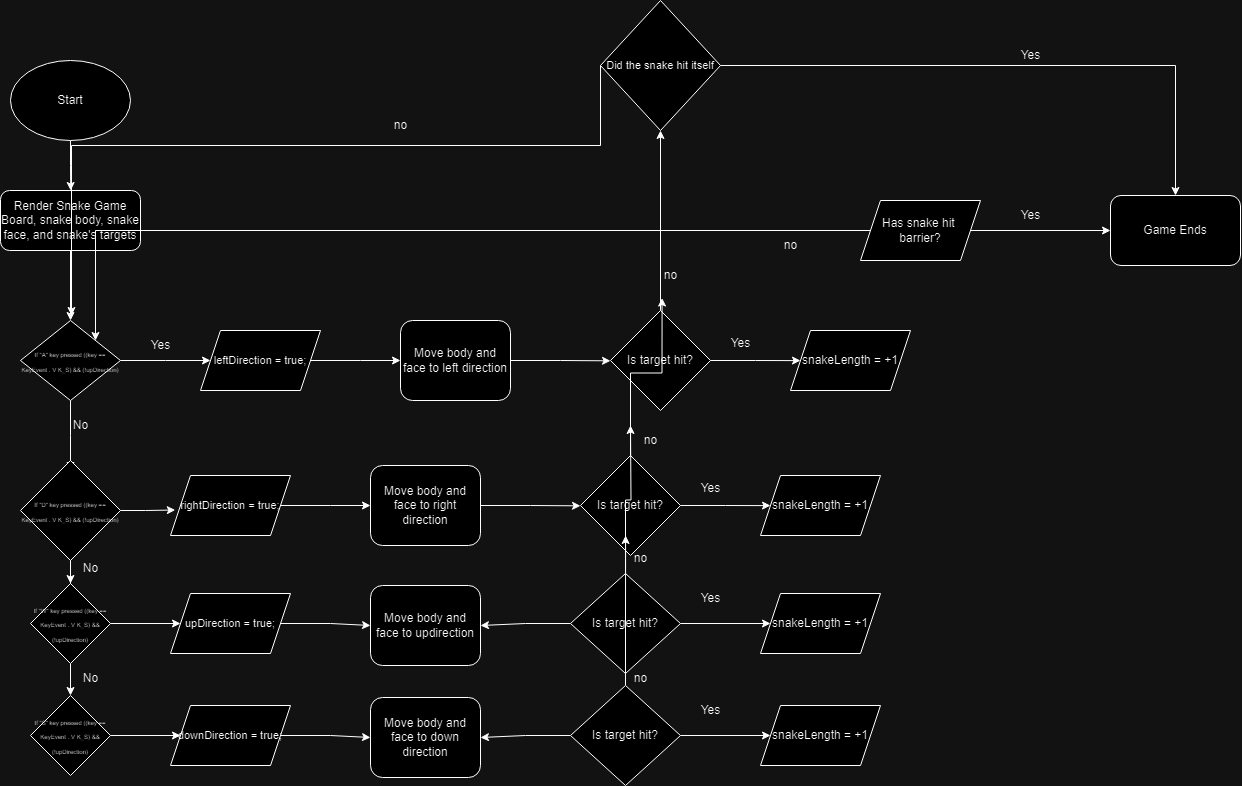 Did the snake hit itself
Yes
Start
no
Render Snake Game
Board, snake body, snake
face, and snake's targets
Has snake hit
barrier?
Yes
no
Game Ends
no
If "A" key pressed ((key ==
KeyEvent . V K_S) && (!upDirection)
Yes
leftDirection = true;
Move body and
face to left direction
Is target hit?
Yes
snakeLength = +1
No
no
If "D" key pressed ((key ==
KeyEvent . V K_S) && (!upDirection)
rightDirection = true;
Move body and
face to right
direction
Is target hit?
Yes
snakeLength = +1
No
no
If "W" key pressed ((key ==
KeyEvent . V K_S) &&
(!upDirection)
upDirection = true;
Move body and
face to updirection
Is target hit?
Yes
snakeLength = +1
No
no
If "S" key pressed ((key ==
KeyEvent . V K_S) &&
(!upDirection)
downDirection = true;
Move body and
face to down
direction
Is target hit?
Yes
snakeLength = +1